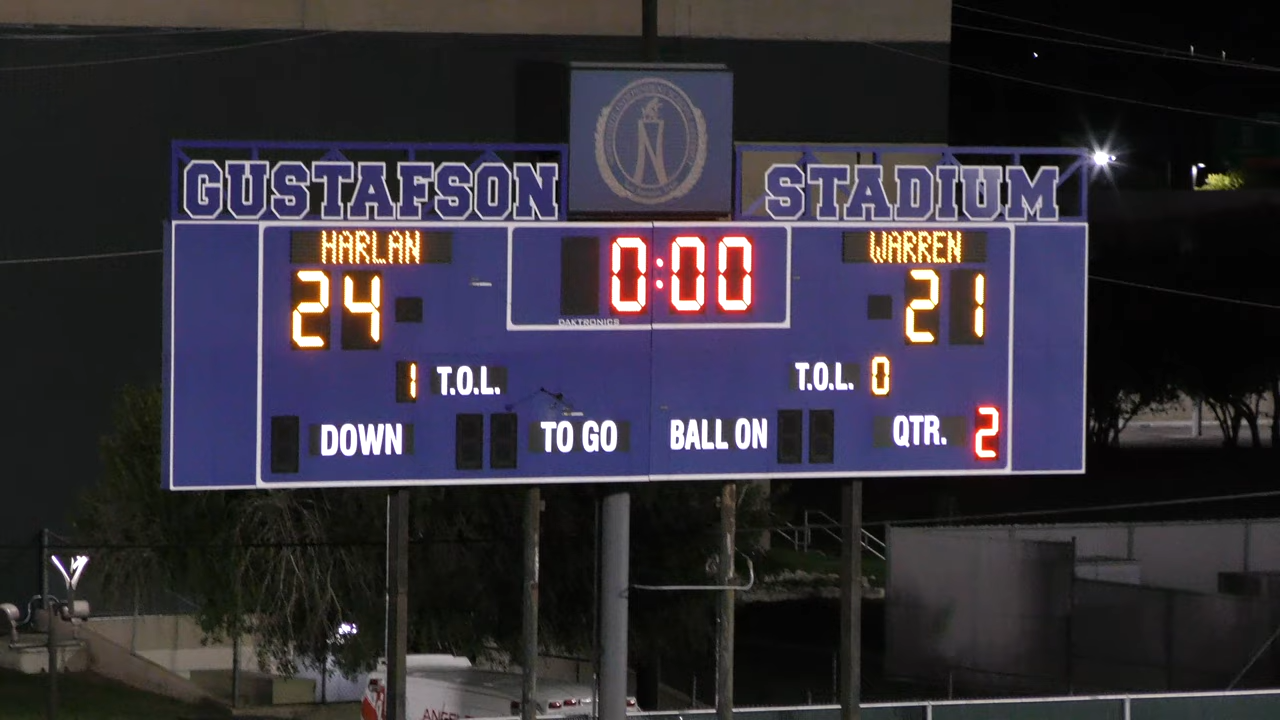 GUSTAFSON STADIUM
N
HARLAN 0:00 WARREN
24 21
DAKTRONICS
1 T.O.L. T.O.L. 0
DOWN TO GO BALL ON QTR. 2